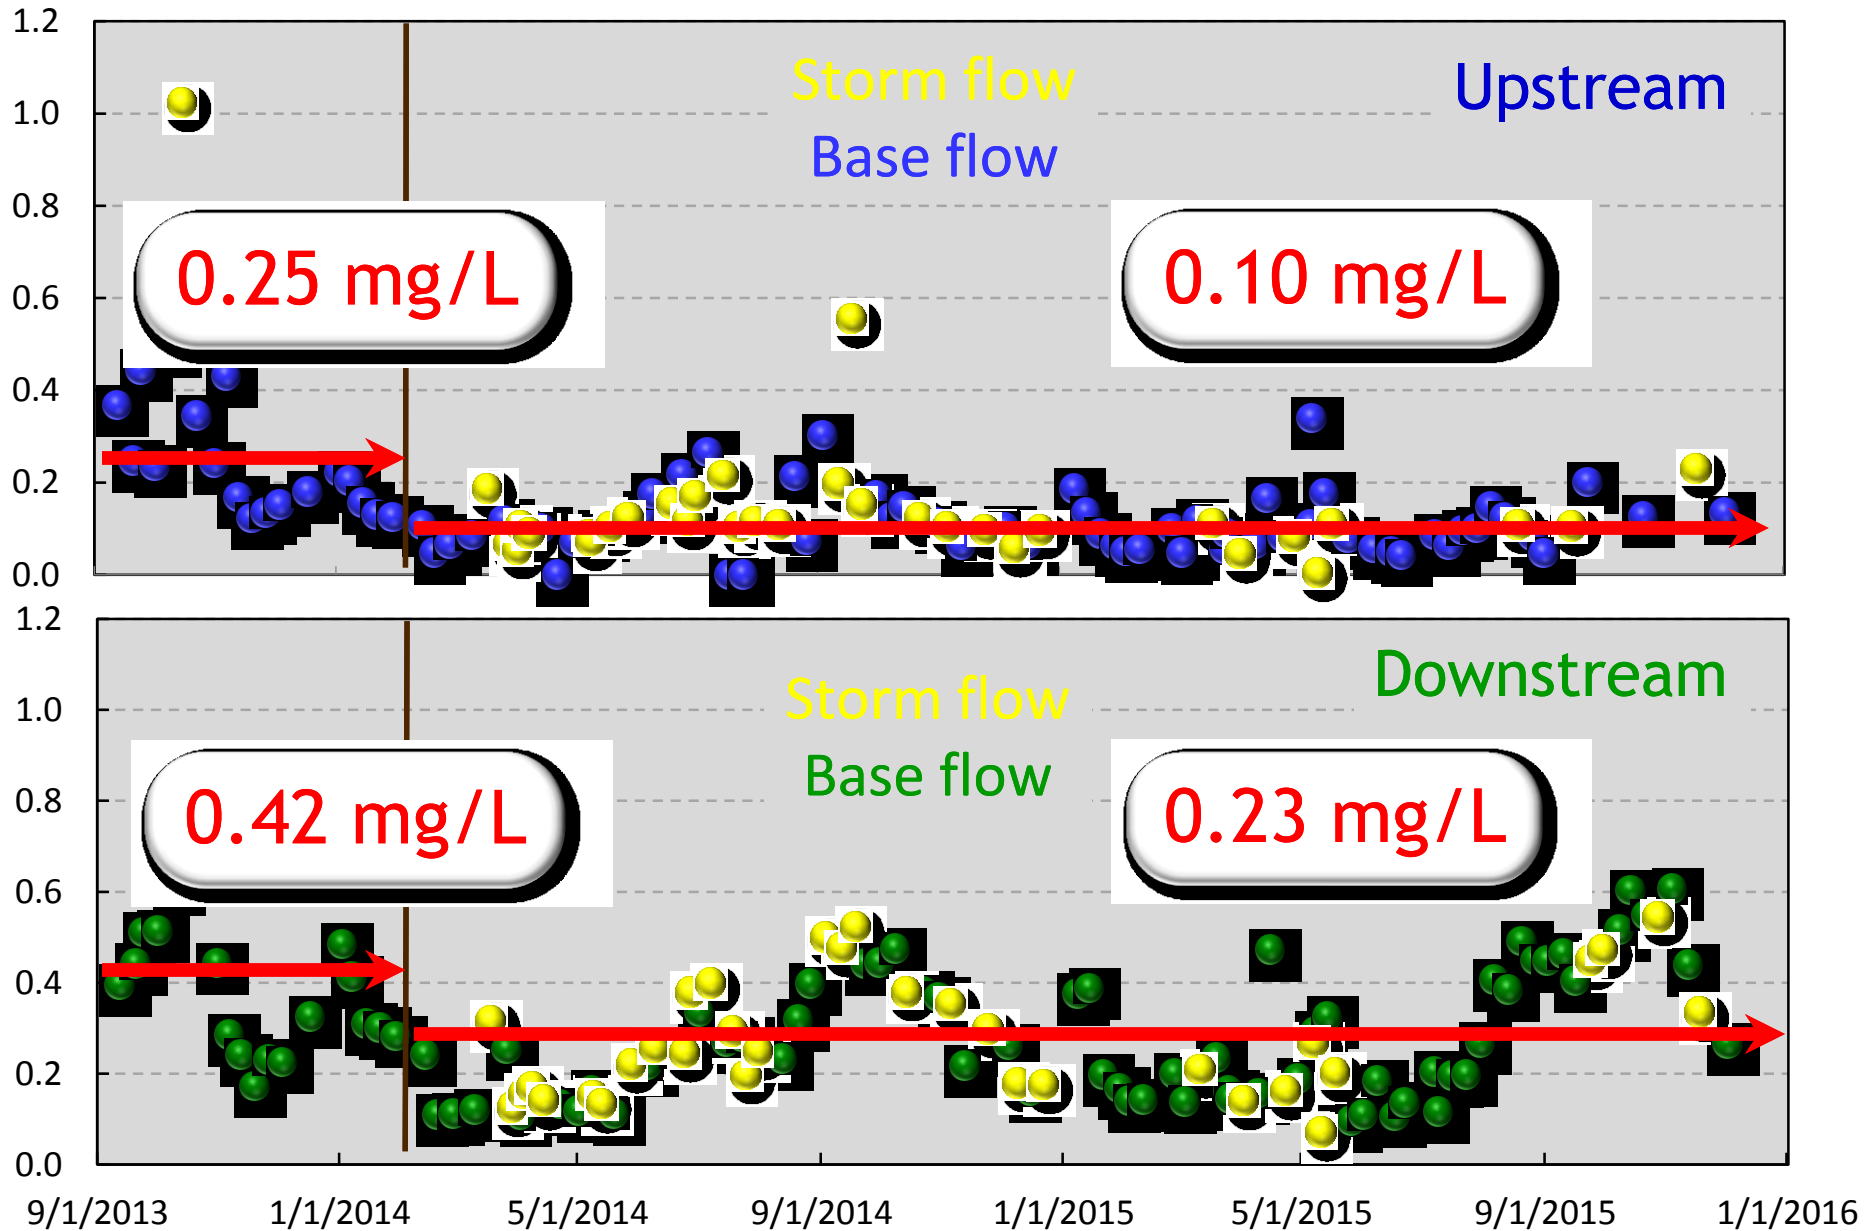 1.2
Storm flow
Upstream
1.0
Base flow
0.8
0.25 mg/L
0.10 mg/L
0.6
0.4
0.2
0.0
1.2
Downstream
Storm flow
1.0
Base flow
0.8
0.42 mg/L
0.23 mg/L
0.6
0.4
0.2
0.0
9/1/2013 1/1/2014 5/1/2014 9/1/2014 1/1/2015 5/1/2015 9/1/2015 1/1/2016